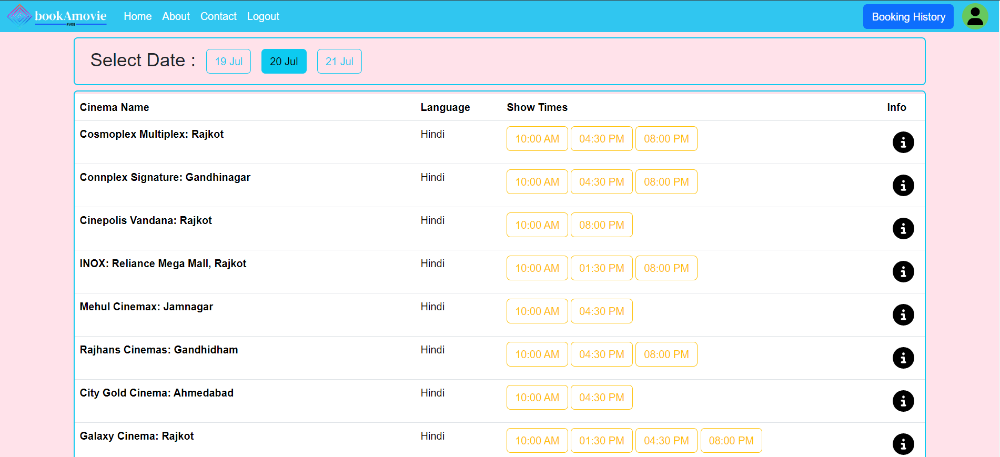 bookAmovie Home About Contact Logout Booking History
#VOS
Select Date : 19 Jul 20 Jul 21 Jul
Cinema Name Language Show Times Info
Cosmoplex Multiplex: Rajkot Hindi 10:00 AM 04:30 PM 08:00 PM
Connplex Signature: Gandhinagar Hindi 10:00 AM 04:30 PM 08:00 PM
Cinepolis Vandana: Rajkot Hindi 10:00 AM 08:00 PM
INOX: Reliance Mega Mall, Rajkot Hindi 10:00 AM 01:30 PM 08:00 PM
Mehul Cinemax: Jamnagar Hindi 10:00 AM 04:30 PM
Rajhans Cinemas: Gandhidham Hindi 10:00 AM 04:30 PM 08:00 PM
City Gold Cinema: Ahmedabad Hindi 10:00 AM 04:30 PM
Galaxy Cinema: Rajkot Hindi 10:00 AM 01:30 PM 04:30 PM 08:00 PM